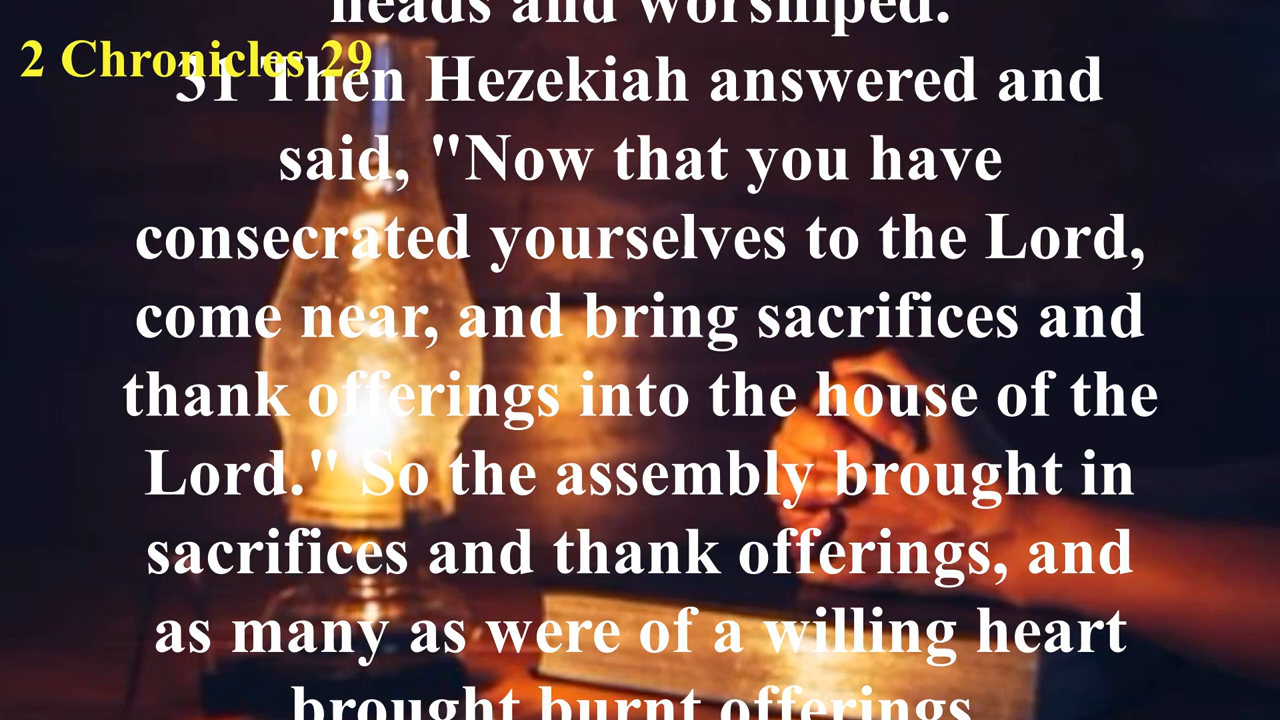 heads and worshiped.
2 Chronicles 29
31 Then Hezekiah answered and
said, "Now that you have
consecrated yourselves to the Lord,
come near, and bring sacrifices and
thank offerings into the house of the
Lord." So the assembly brought in
sacrifices and thank offerings, and
as many as were of a willing heart
brought burnt offerings